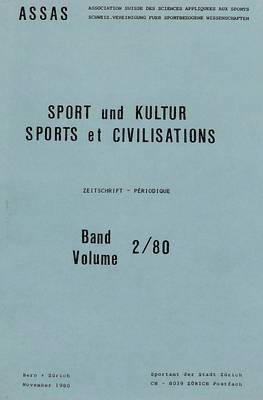 ASSAS
ASSOCIATION SUISSE DES SCIENCES APPLIQUEES AUX SPORTS
SCHWEIZ.VEREINIGUNG FUER SPORTBEZOGENE WISSENSCHAFTEN
SPORT und KULTUR
SPORTS et CIVILISATIONS
ZEITSCHRIFT - PÉRIODIQUE
Band
Volume 2/80
Bern + Zürich
November 1980
Sportamt der Stadt Zürich
CH - 8039 ZÜRICH Postfach